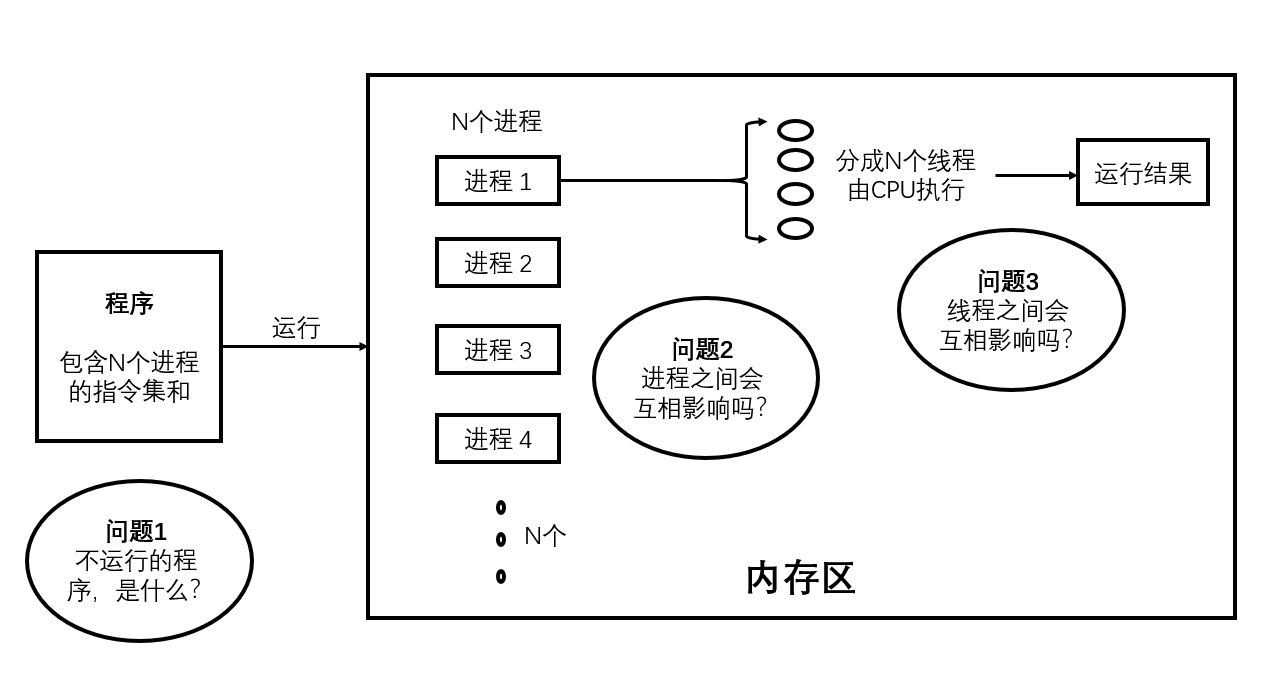 程序
包含N个进程
的指令集和
问题1
不运行的程
序，是什么？
运行
N个进程
进程 1
进程 2
进程 3
进程 4
N个
分成N个线程
由CPU执行
运行结果
问题2
进程之间会
互相影响吗？
问题3
线程之间会
互相影响吗？
内存区